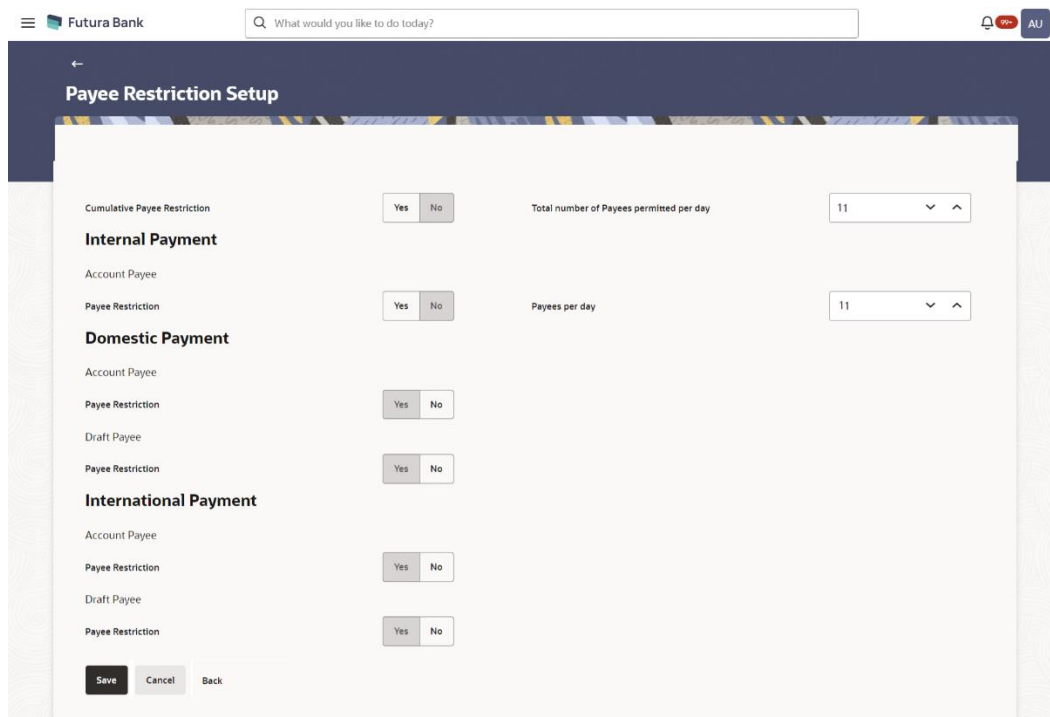 Futura Bank
What would you like to do today?
99+
AU
Payee Restriction Setup
Cumulative Payee Restriction Yes No Total number of Payees permitted per day 11
Internal Payment
Account Payee
Payee Restriction Yes No Payees per day 11
Domestic Payment
Account Payee
Payee Restriction Yes No
Draft Payee
Payee Restriction Yes No
International Payment
Account Payee
Payee Restriction Yes No
Draft Payee
Payee Restriction Yes No
Save Cancel Back